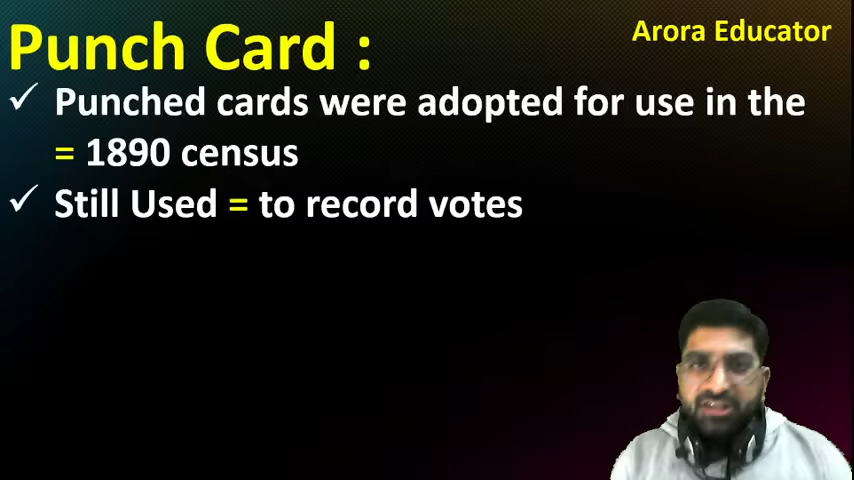 Punch Card :
Arora Educator
✓ Punched cards were adopted for use in the
= 1890 census
✓ Still Used = to record votes